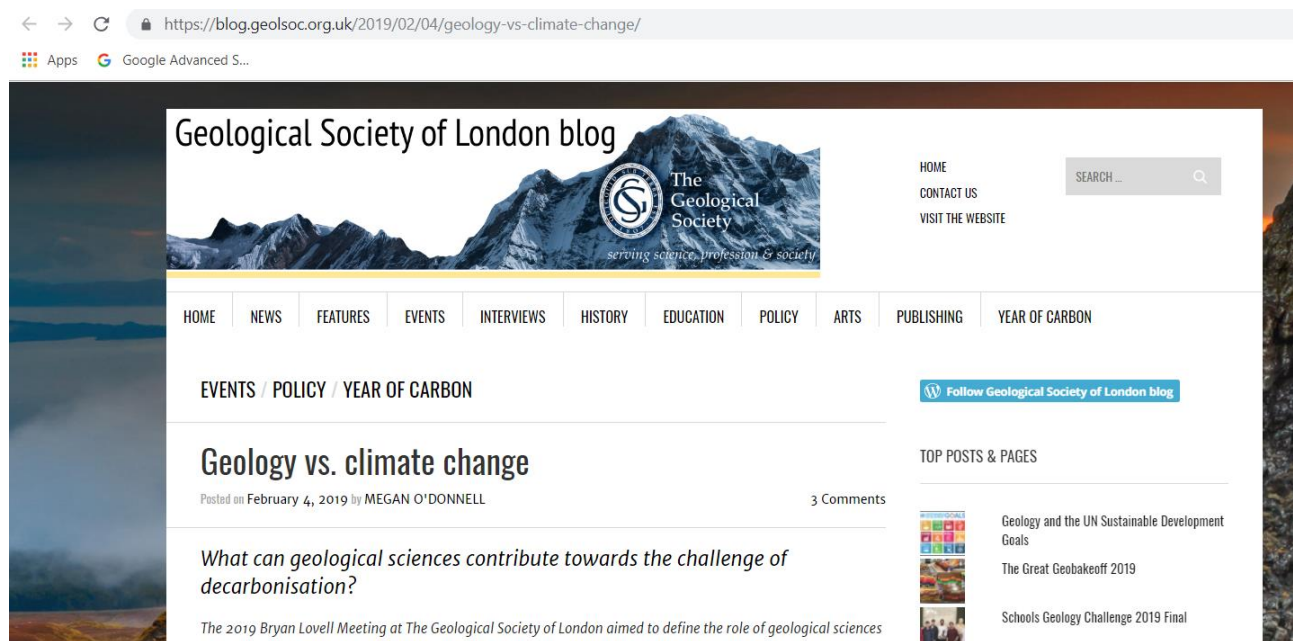 https://blog.geolsoc.org.uk/2019/02/04/geology-vs-climate-change/
Apps
Google Advanced S...
Geological Society of London blog
The
Geological
Society
serving science, profession & society
HOME
CONTACT US
VISIT THE WEBSITE
SEARCH ...
HOME NEWS FEATURES EVENTS INTERVIEWS HISTORY EDUCATION POLICY ARTS PUBLISHING YEAR OF CARBON
EVENTS / POLICY / YEAR OF CARBON
Geology vs. climate change
Posted on February 4, 2019 by MEGAN O'DONNELL
3 Comments
What can geological sciences contribute towards the challenge of
decarbonisation?
The 2019 Bryan Lovell Meeting at The Geological Society of London aimed to define the role of geological sciences
Follow Geological Society of London blog
TOP POSTS & PAGES
Geology and the UN Sustainable Development
Goals
The Great Geobakeoff 2019
Schools Geology Challenge 2019 Final